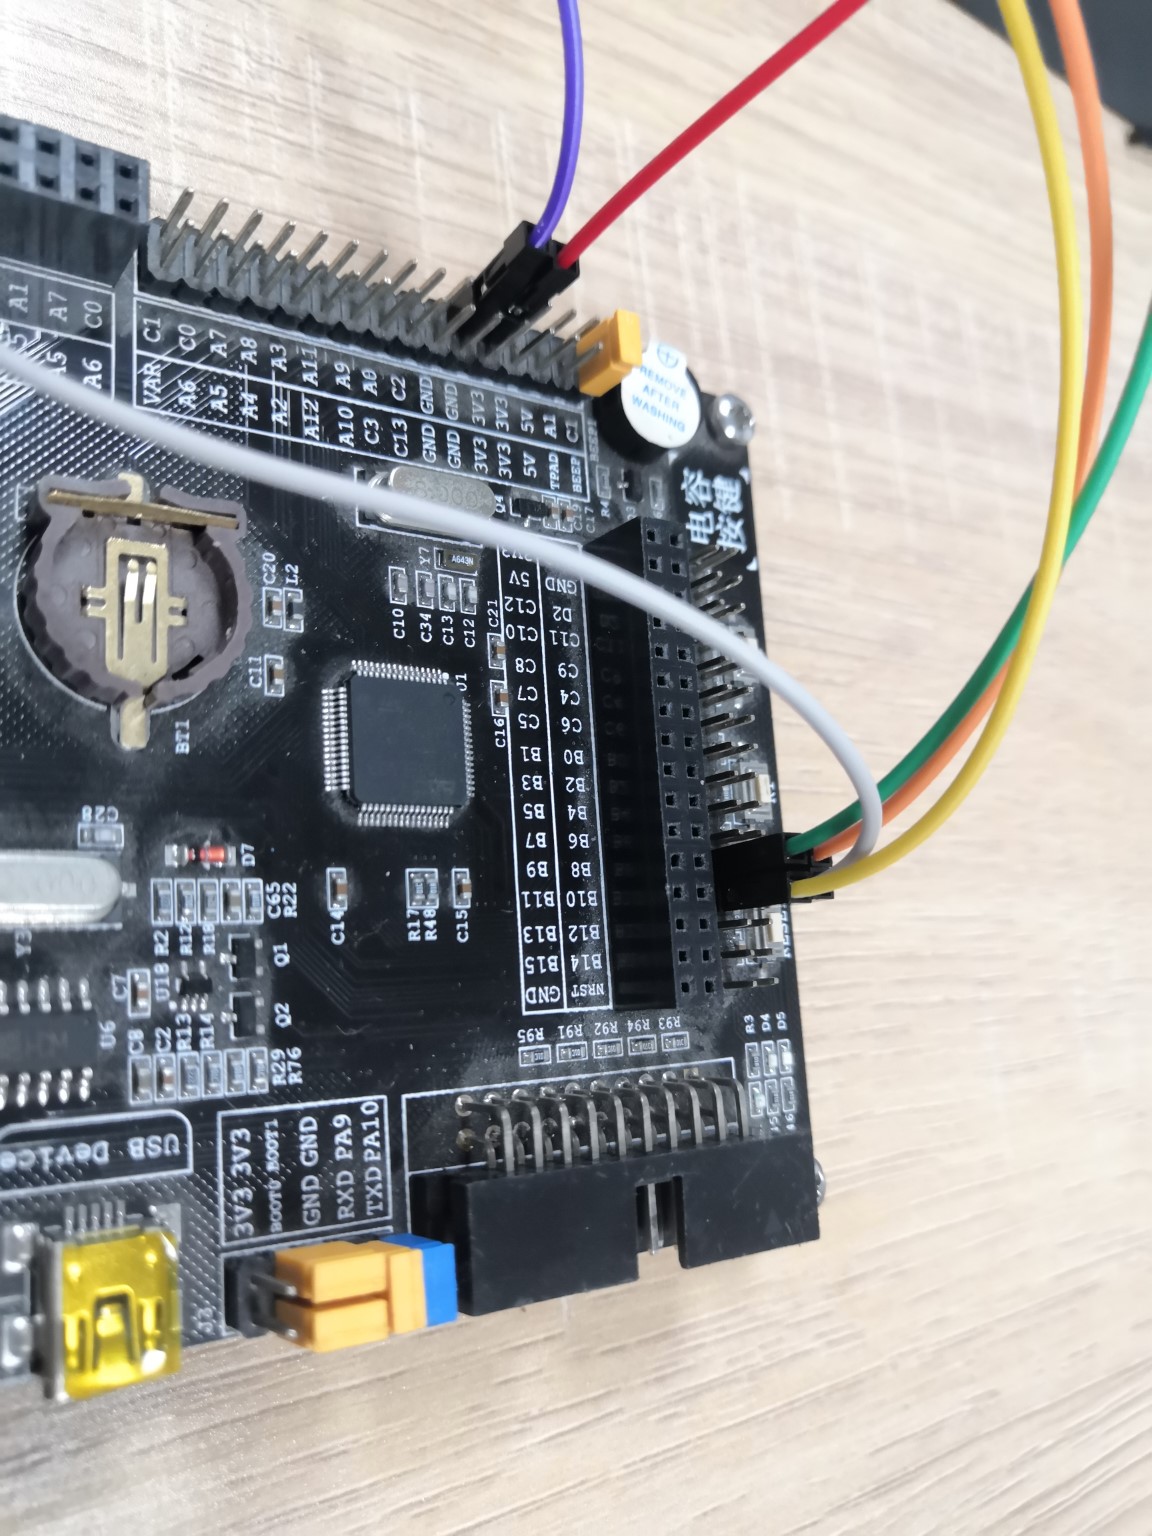 A1
A7
C0
A6
C1
C0
A7
A8
A3
A11
A9
A0
C2
GND
GND
3V3
3V3
5V
A1
C1
VAR
A6
A5
A4
A2
A12
A10
C3
C13
GND
GND
3V3
3V3
5V
TPAD
BEEP
REMOVE
AFTER
WASHING
电容
按键
Y7
A643N
C20
L2
C10
C34
C13
C12
C21
C11
C16
U1
BT1
5V
GND
C12
D2
C10
C11
C8
C9
C7
C4
C5
C6
B1
B0
B3
B2
B5
B4
B7
B6
B9
B8
B11
B10
B13
B12
B15
B14
GND
NRST
C28
D7
C65
R22
R2
R12
R18
C14
R17
R48
C15
Q1
Q2
C7
U18
U6
C8
C2
R13
R14
R29
R76
R95
R91
R92
R94
R93
R3
D4
D5
USB Device
3V3 3V3
BOOT0 BOOT1
GND GND
RXD PA9
TXD PA10